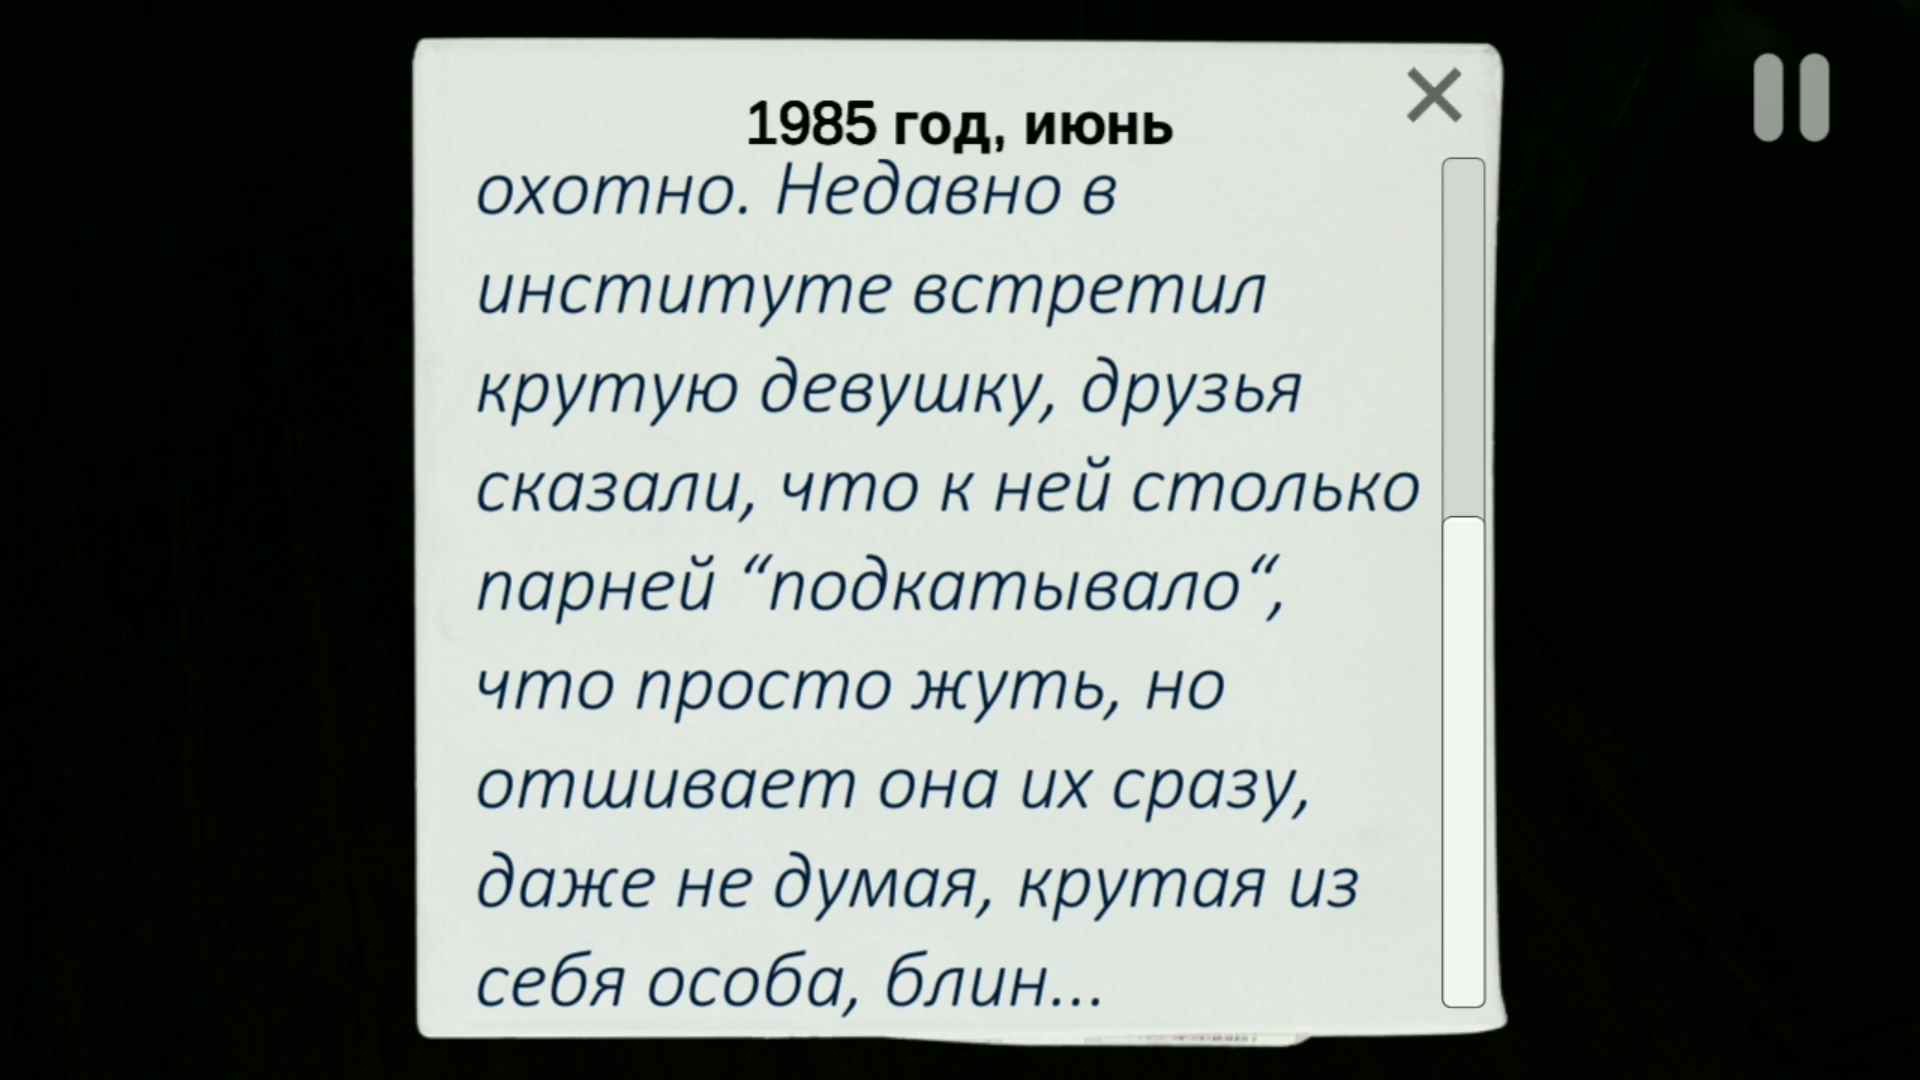 1985 год, июнь
охотно. Недавно в
институте встретил
крутую девушку, друзья
сказали, что к ней столько
парней “подкатывало“,
что просто жуть, но
отшивает она их сразу,
даже не думая, крутая из
себя особа, блин...